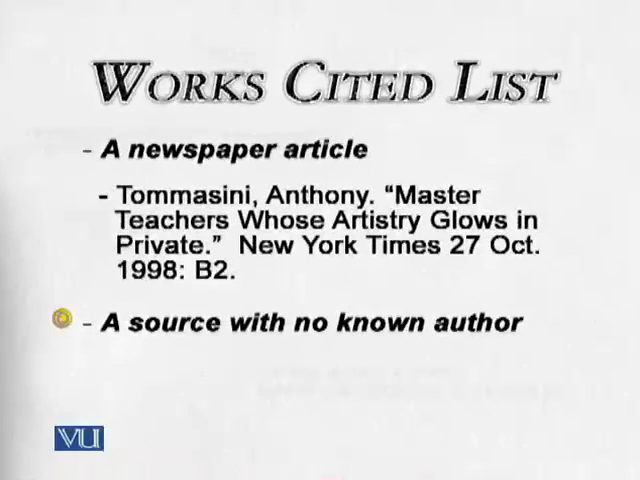 WORKS CITED LIST
- A newspaper article
- Tommasini, Anthony. “Master
Teachers Whose Artistry Glows in
Private.” New York Times 27 Oct.
1998: B2.
- A source with no known author
VU